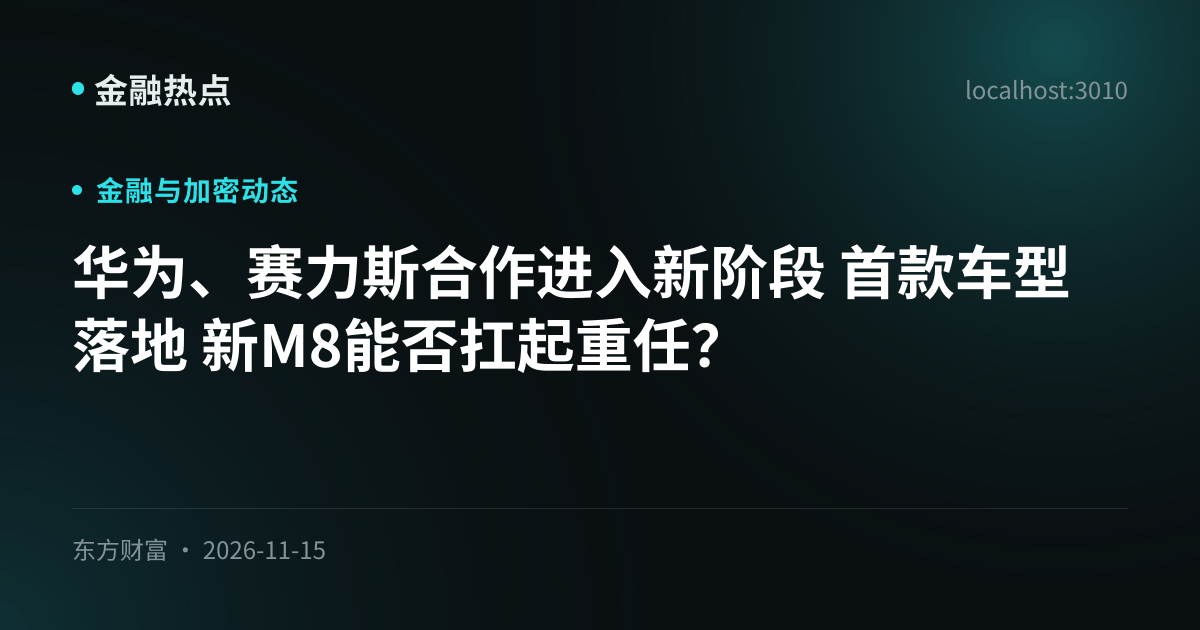 金融热点
localhost:3010
金融与加密动态
华为、赛力斯合作进入新阶段 首款车型
落地 新M8能否扛起重任？
东方财富 · 2026-11-15